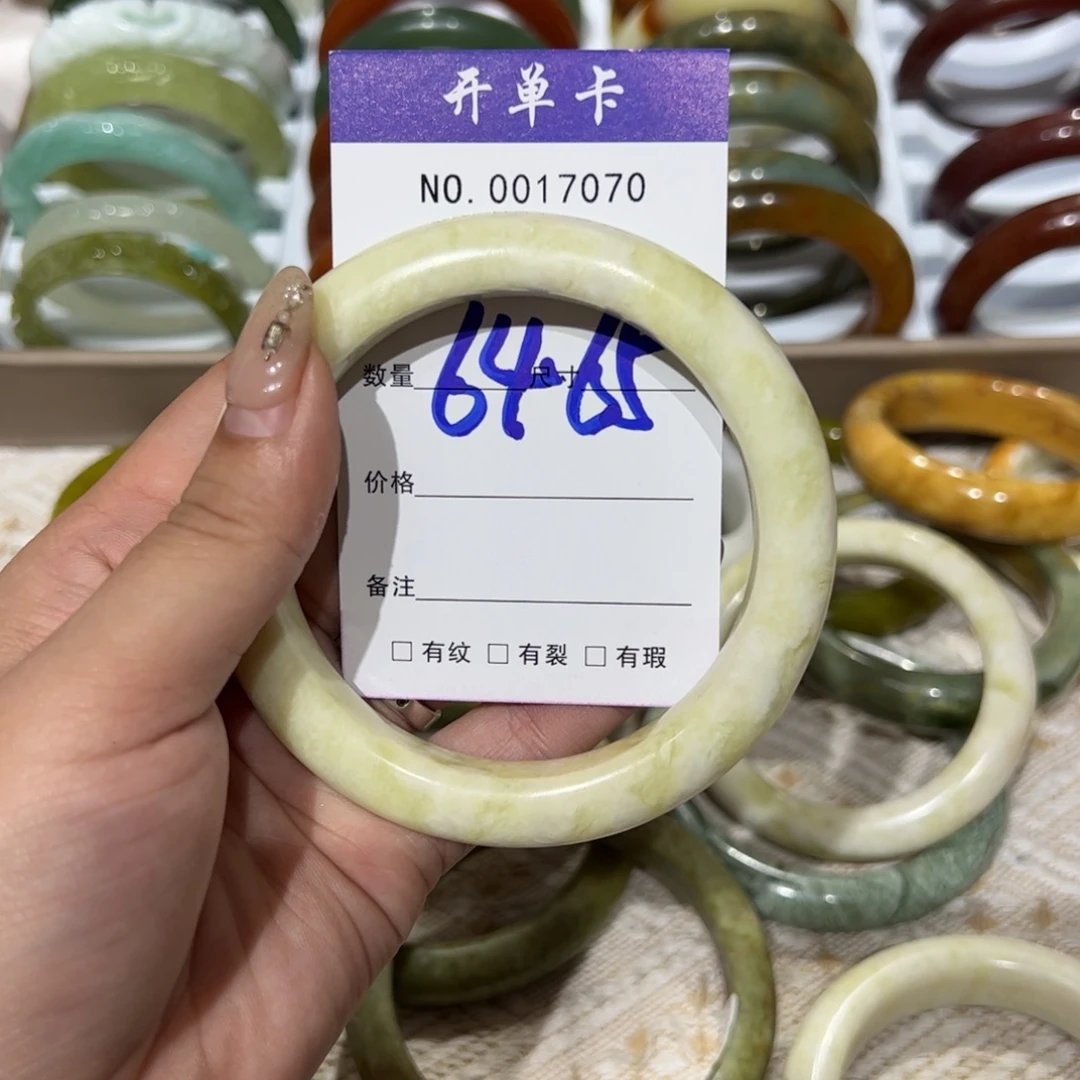 开单卡
NO.0017070
64-65
数量 尺寸
价格
备注
□ 有纹 □ 有裂 □ 有瑕